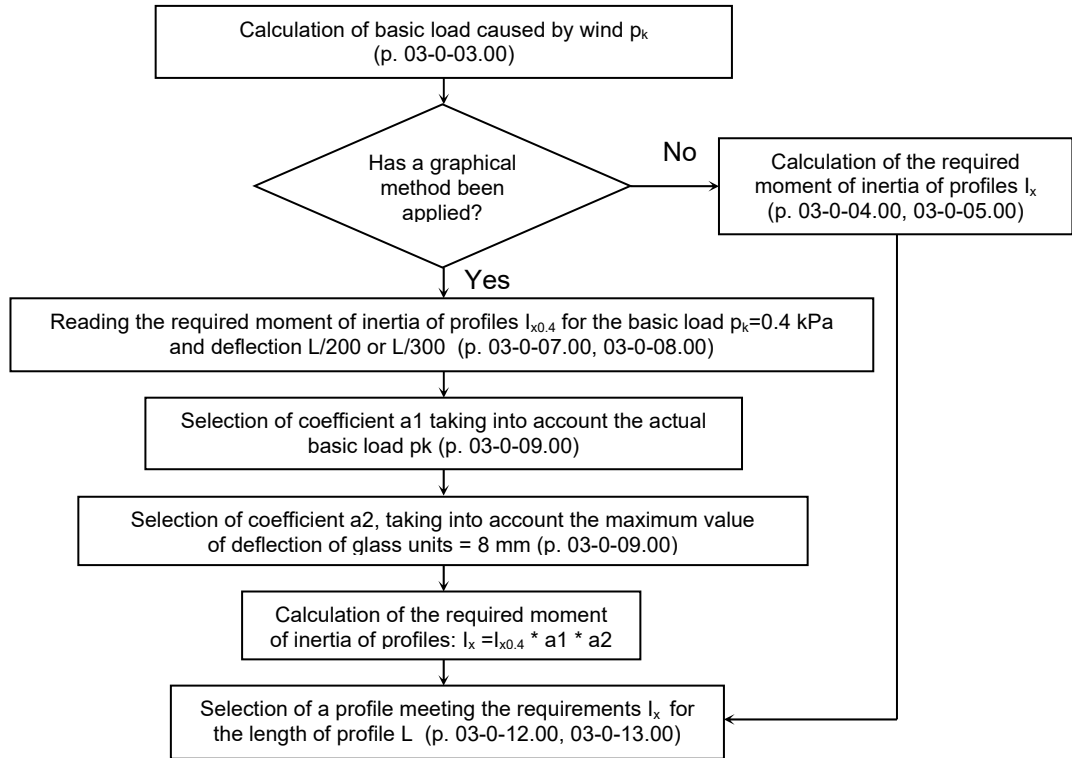 Calculation of basic load caused by wind pₖ
(p. 03-0-03.00)
Has a graphical
method been
applied?
No
Calculation of the required
moment of inertia of profiles Iₓ
(p. 03-0-04.00, 03-0-05.00)
Yes
Reading the required moment of inertia of profiles Iₓ₀.₄ for the basic load pₖ=0.4 kPa
and deflection L/200 or L/300 (p. 03-0-07.00, 03-0-08.00)
Selection of coefficient a1 taking into account the actual
basic load pk (p. 03-0-09.00)
Selection of coefficient a2, taking into account the maximum value
of deflection of glass units = 8 mm (p. 03-0-09.00)
Calculation of the required moment
of inertia of profiles: Iₓ =Iₓ₀.₄ * a1 * a2
Selection of a profile meeting the requirements Iₓ for
the length of profile L (p. 03-0-12.00, 03-0-13.00)